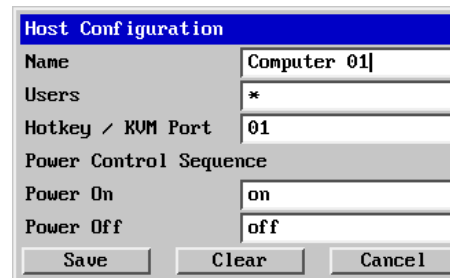 Host Configuration
Name Computer 01
Users *
Hotkey / KVM Port 01
Power Control Sequence
Power On on
Power Off off
Save Clear Cancel